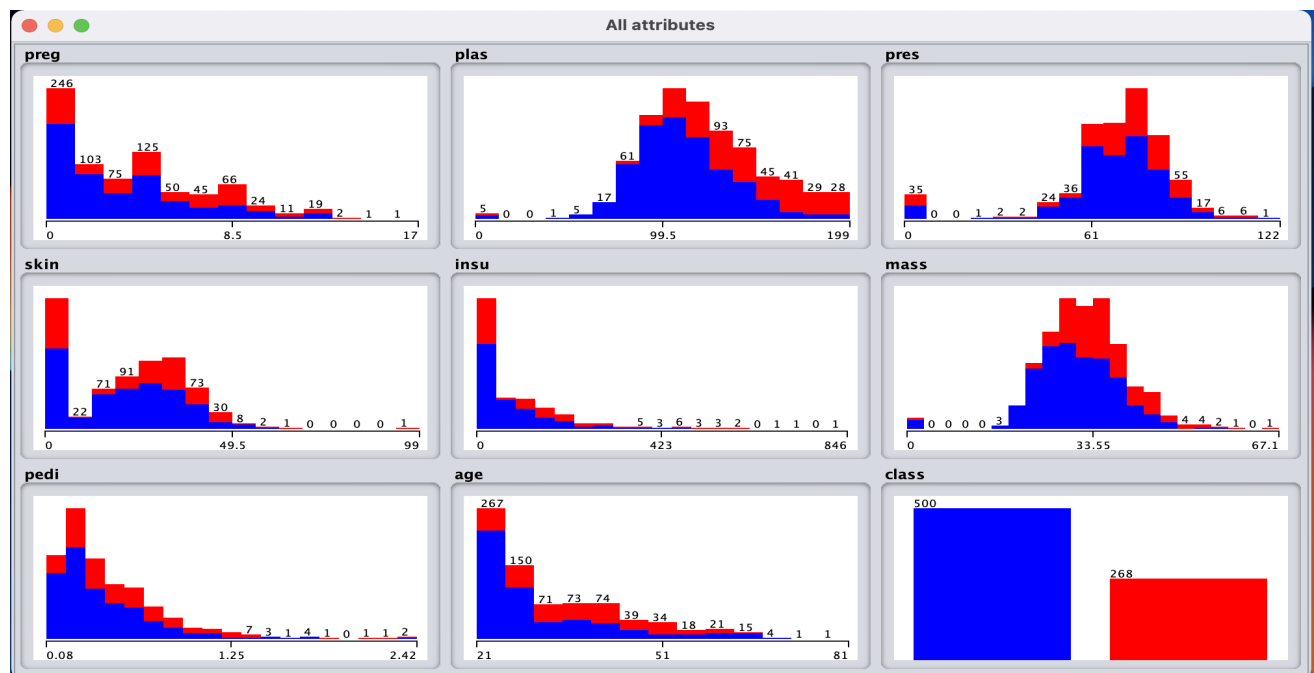 All attributes
preg plas pres
246 103 75 125 50 45 66 24 11 19 2 1 1
0 8.5 17
5 0 0 1 5 17 61 93 75 45 41 29 28
0 99.5 199
35 0 0 1 2 2 24 36 55 17 6 6 1
0 61 122
skin insu mass
22 71 91 73 30 8 2 1 0 0 0 0 1
0 49.5 99
5 3 6 3 3 2 0 1 1 0 1
0 423 846
0 0 0 0 3 4 4 2 1 0 1
0 33.55 67.1
pedi age class
7 3 1 4 1 0 1 1 2
0.08 1.25 2.42
267 150 71 73 74 39 34 18 21 15 4 1 1
21 51 81
500 268